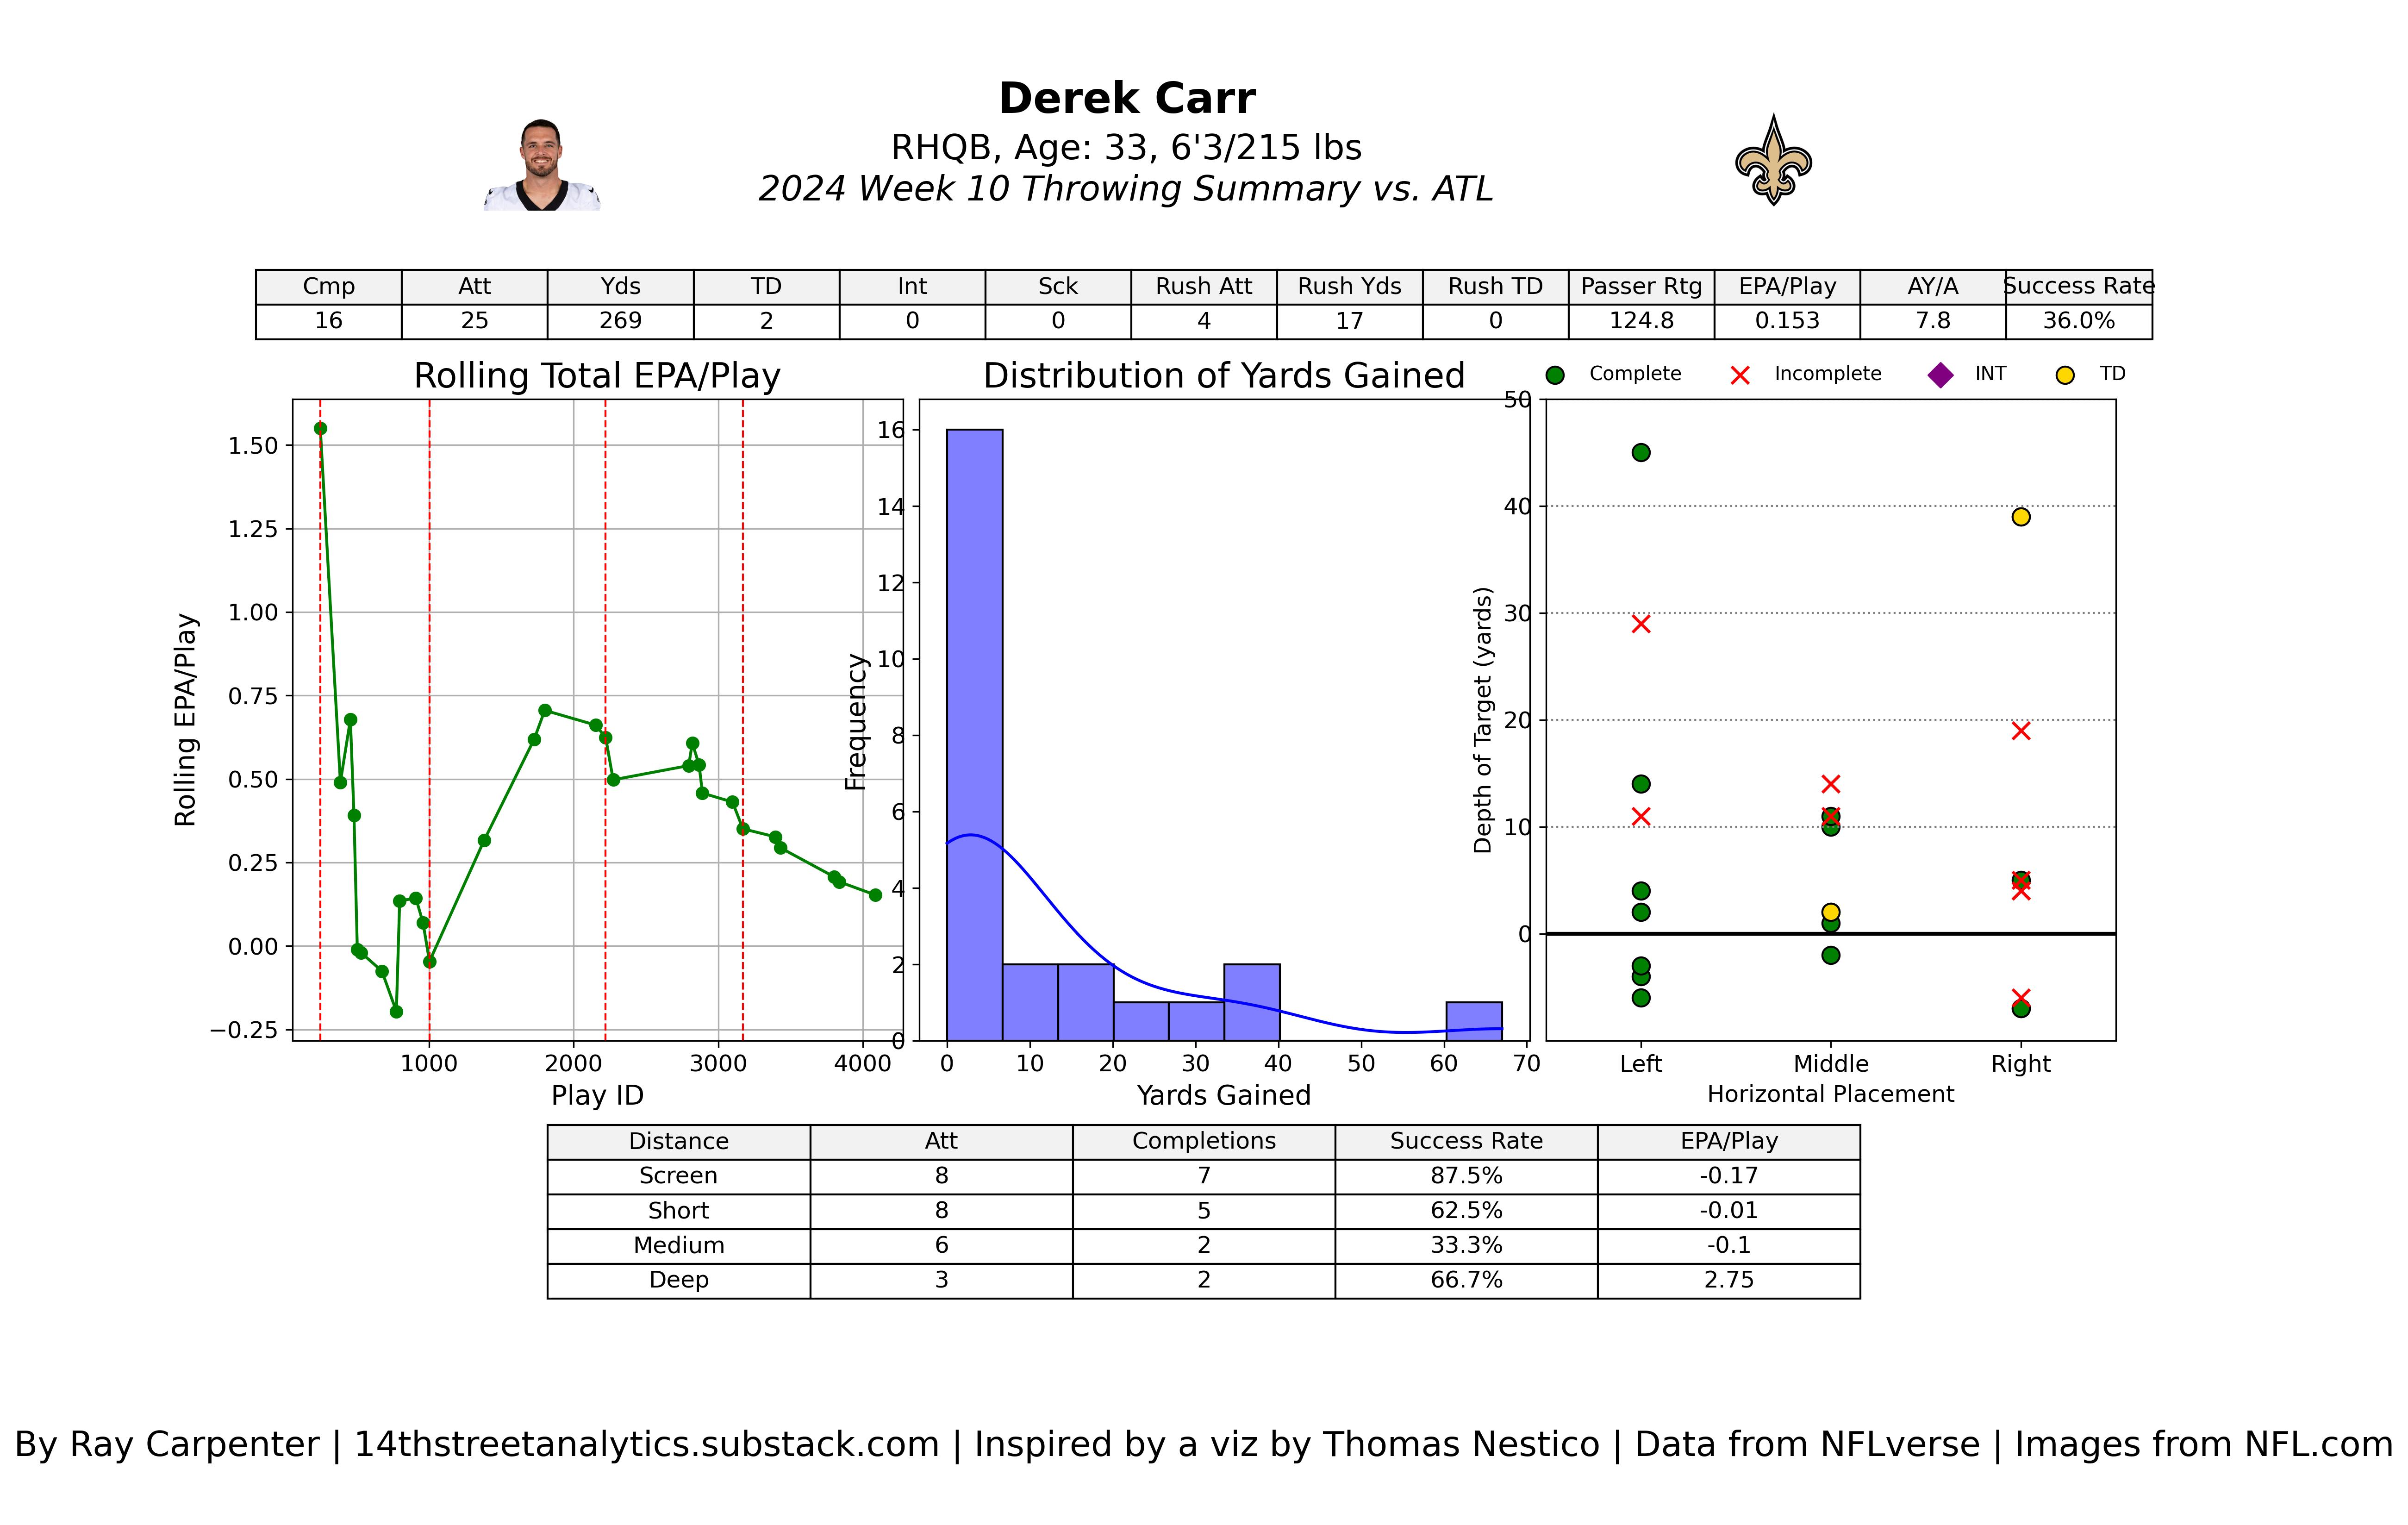 Derek Carr
RHQB, Age: 33, 6'3/215 lbs
2024 Week 10 Throwing Summary vs. ATL
Cmp Att Yds TD Int Sck Rush Att Rush Yds Rush TD Passer Rtg EPA/Play AY/A Success Rate
16 25 269 2 0 0 4 17 0 124.8 0.153 7.8 36.0%
Rolling Total EPA/Play
Rolling EPA/Play
1.50
1.25
1.00
0.75
0.50
0.25
0.00
−0.25
1000 2000 3000 4000
Play ID
Distribution of Yards Gained
Frequency
16
14
12
10
8
6
4
2
0
0 10 20 30 40 50 60 70
Yards Gained
Complete Incomplete INT TD
Depth of Target (yards)
50
40
30
20
10
0
Left Middle Right
Horizontal Placement
Distance Att Completions Success Rate EPA/Play
Screen 8 7 87.5% -0.17
Short 8 5 62.5% -0.01
Medium 6 2 33.3% -0.1
Deep 3 2 66.7% 2.75
By Ray Carpenter | 14thstreetanalytics.substack.com | Inspired by a viz by Thomas Nestico | Data from NFLverse | Images from NFL.com